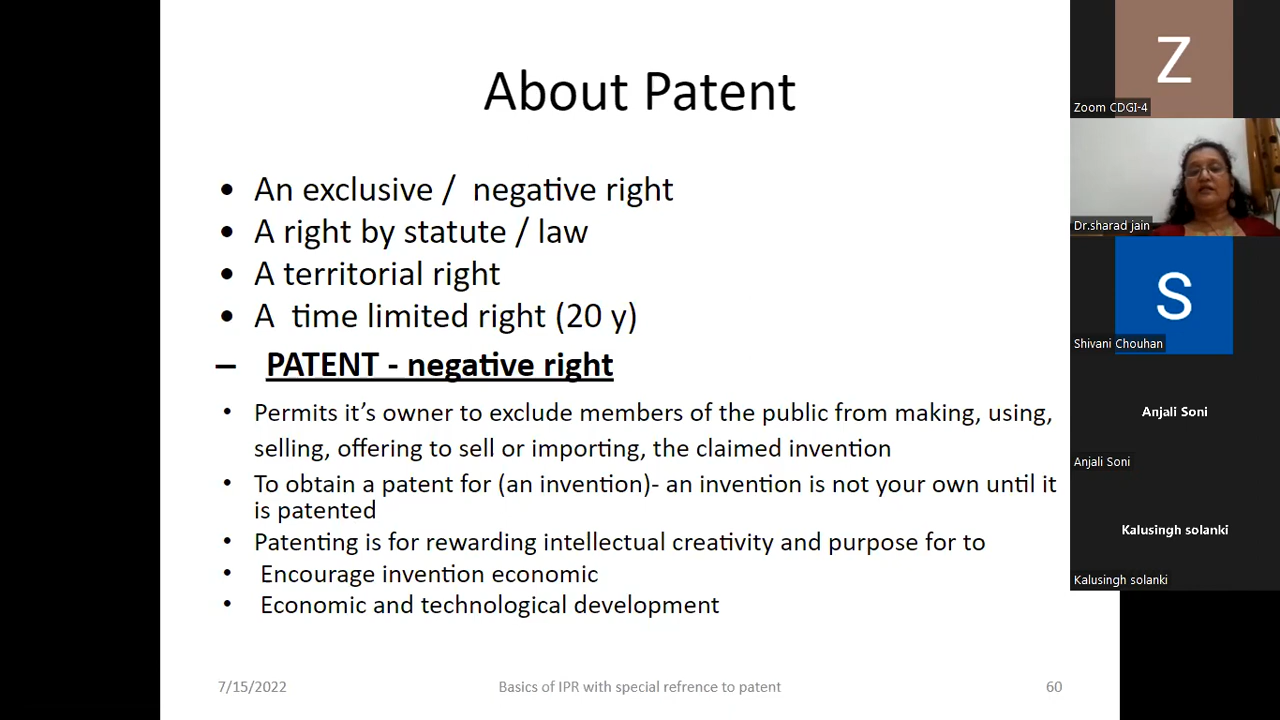 About Patent
• An exclusive / negative right
• A right by statute / law
• A territorial right
• A time limited right (20 y)
– PATENT - negative right
• Permits it’s owner to exclude members of the public from making, using,
selling, offering to sell or importing, the claimed invention
• To obtain a patent for (an invention)- an invention is not your own until it
is patented
• Patenting is for rewarding intellectual creativity and purpose for to
• Encourage invention economic
• Economic and technological development
7/15/2022
Basics of IPR with special refrence to patent
60
Z
Zoom CDGI-4
Dr.sharad jain
S
Shivani Chouhan
Anjali Soni
Anjali Soni
Kalusingh solanki
Kalusingh solanki